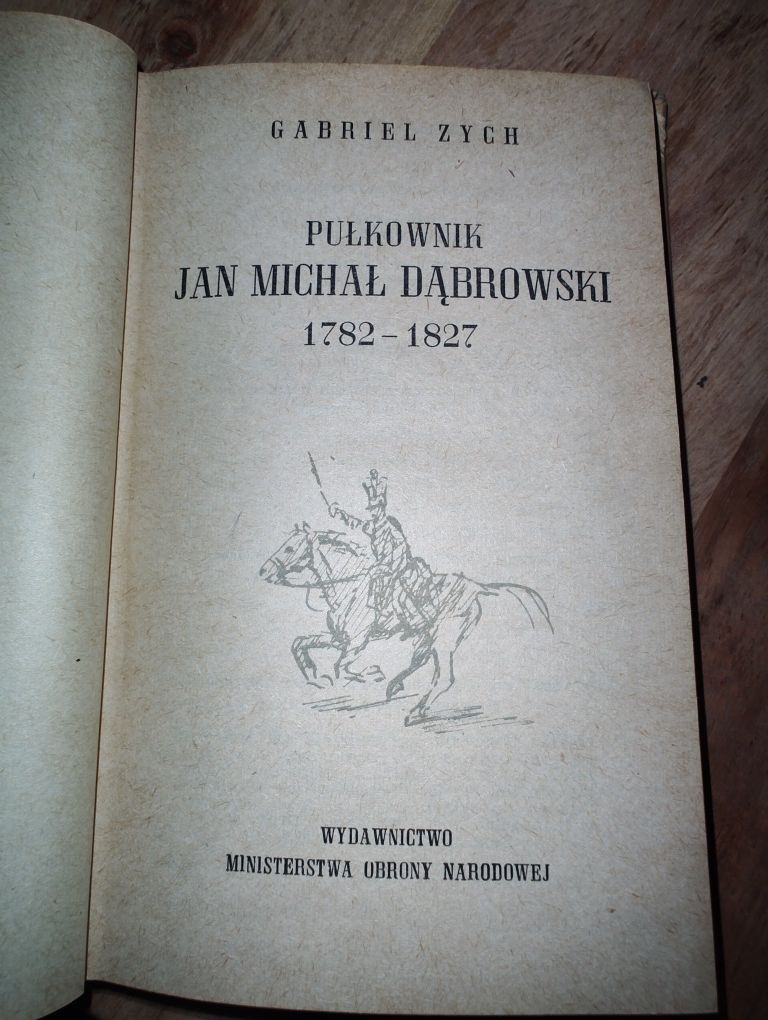 GABRIEL ZYCH
PUŁKOWNIK
JAN MICHAŁ DĄBROWSKI
1782 – 1827
WYDAWNICTWO
MINISTERSTWA OBRONY NARODOWEJ